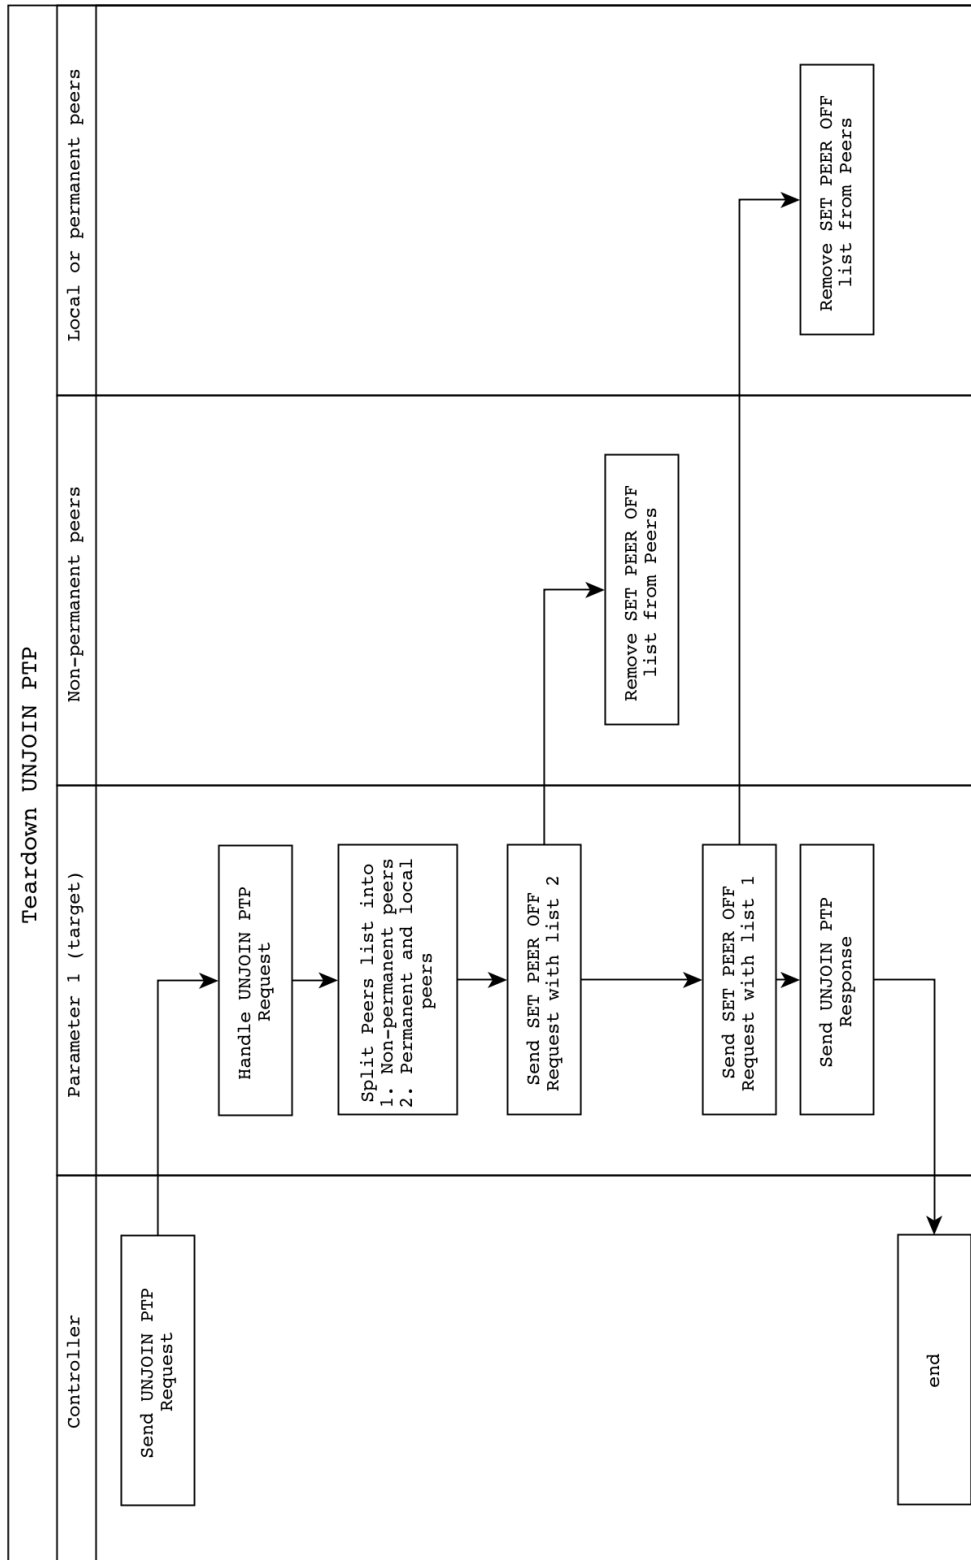 Teardown UNJOIN PTP
Controller
Parameter 1 (target)
Non-permanent peers
Local or permanent peers
Send UNJOIN PTP
Request
Handle UNJOIN PTP
Request
Split Peers list into
1. Non-permanent peers
2. Permanent and local
peers
Send SET PEER OFF
Request with list 2
Remove SET PEER OFF
list from Peers
Send SET PEER OFF
Request with list 1
Remove SET PEER OFF
list from Peers
Send UNJOIN PTP
Response
end